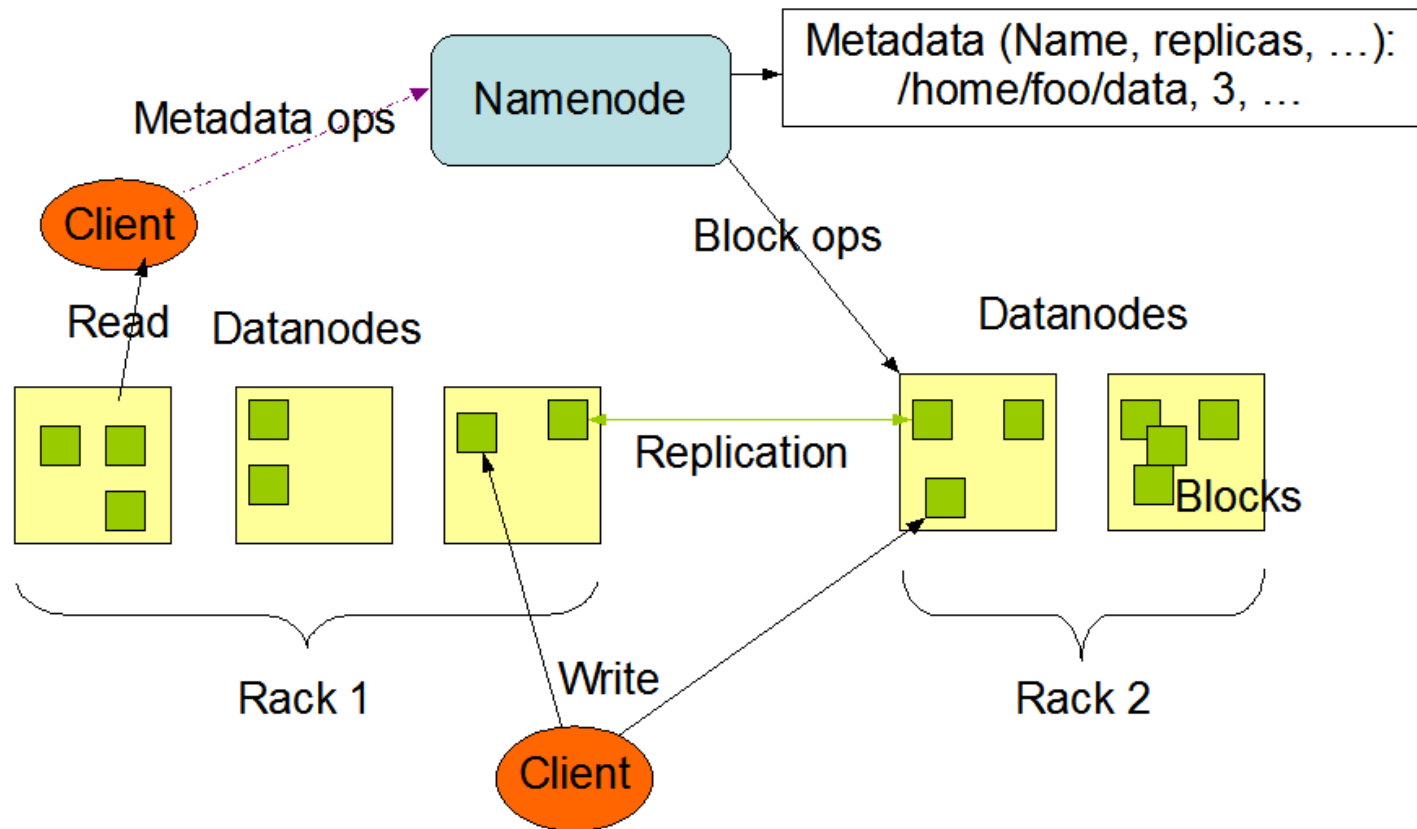 Metadata (Name, replicas, …):
/home/foo/data, 3, …
Namenode
Metadata ops
Client
Block ops
Read
Datanodes
Datanodes
Replication
Blocks
Rack 1
Write
Rack 2
Client